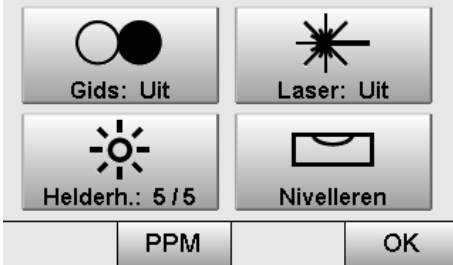 Gids: Uit
Laser: Uit
Helderh.: 5/5
Nivelleren
PPM
OK